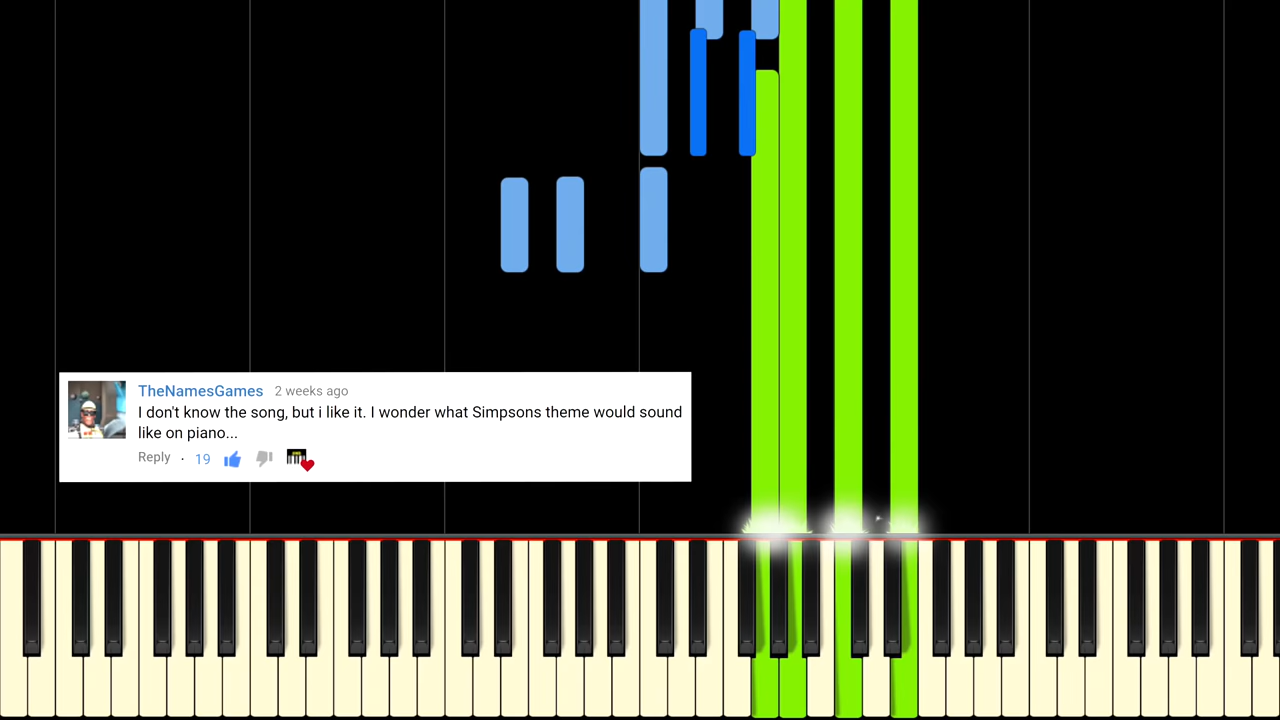 TheNamesGames 2 weeks ago
I don't know the song, but i like it. I wonder what Simpsons theme would sound
like on piano...
Reply · 19